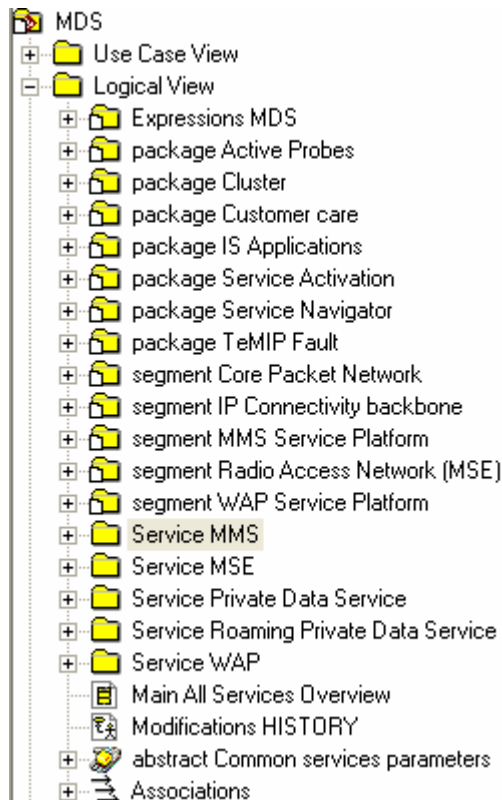 MDS
Use Case View
Logical View
Expressions MDS
package Active Probes
package Cluster
package Customer care
package IS Applications
package Service Activation
package Service Navigator
package TeMIP Fault
segment Core Packet Network
segment IP Connectivity backbone
segment MMS Service Platform
segment Radio Access Network (MSE)
segment WAP Service Platform
Service MMS
Service MSE
Service Private Data Service
Service Roaming Private Data Service
Service WAP
Main All Services Overview
Modifications HISTORY
abstract Common services parameters
Associations